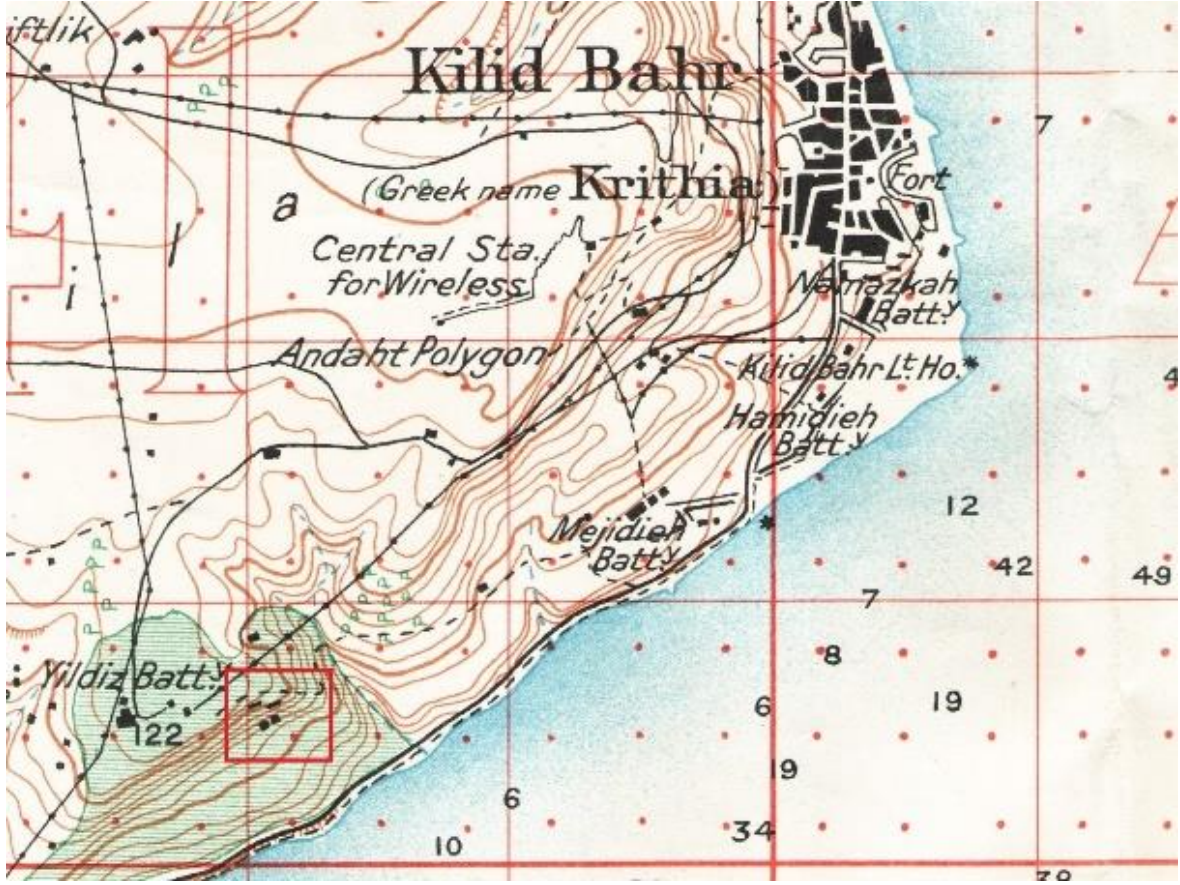 iftlik
Kilid Bahr
7
(Greek name Krithia)
Fort
a
l
i
Central Sta.
for Wireless
Namazkah
Batt.y
Andaht Polygon
Kilid Bahr Lt. Ho.
4
Hamidieh
Batt.y
12
Mejidieh
Batt.y
42
49
7
P P P
P P P P
P P P P
P P P
8
Yildiz Batt.y
122
6
19
19
6
34
10